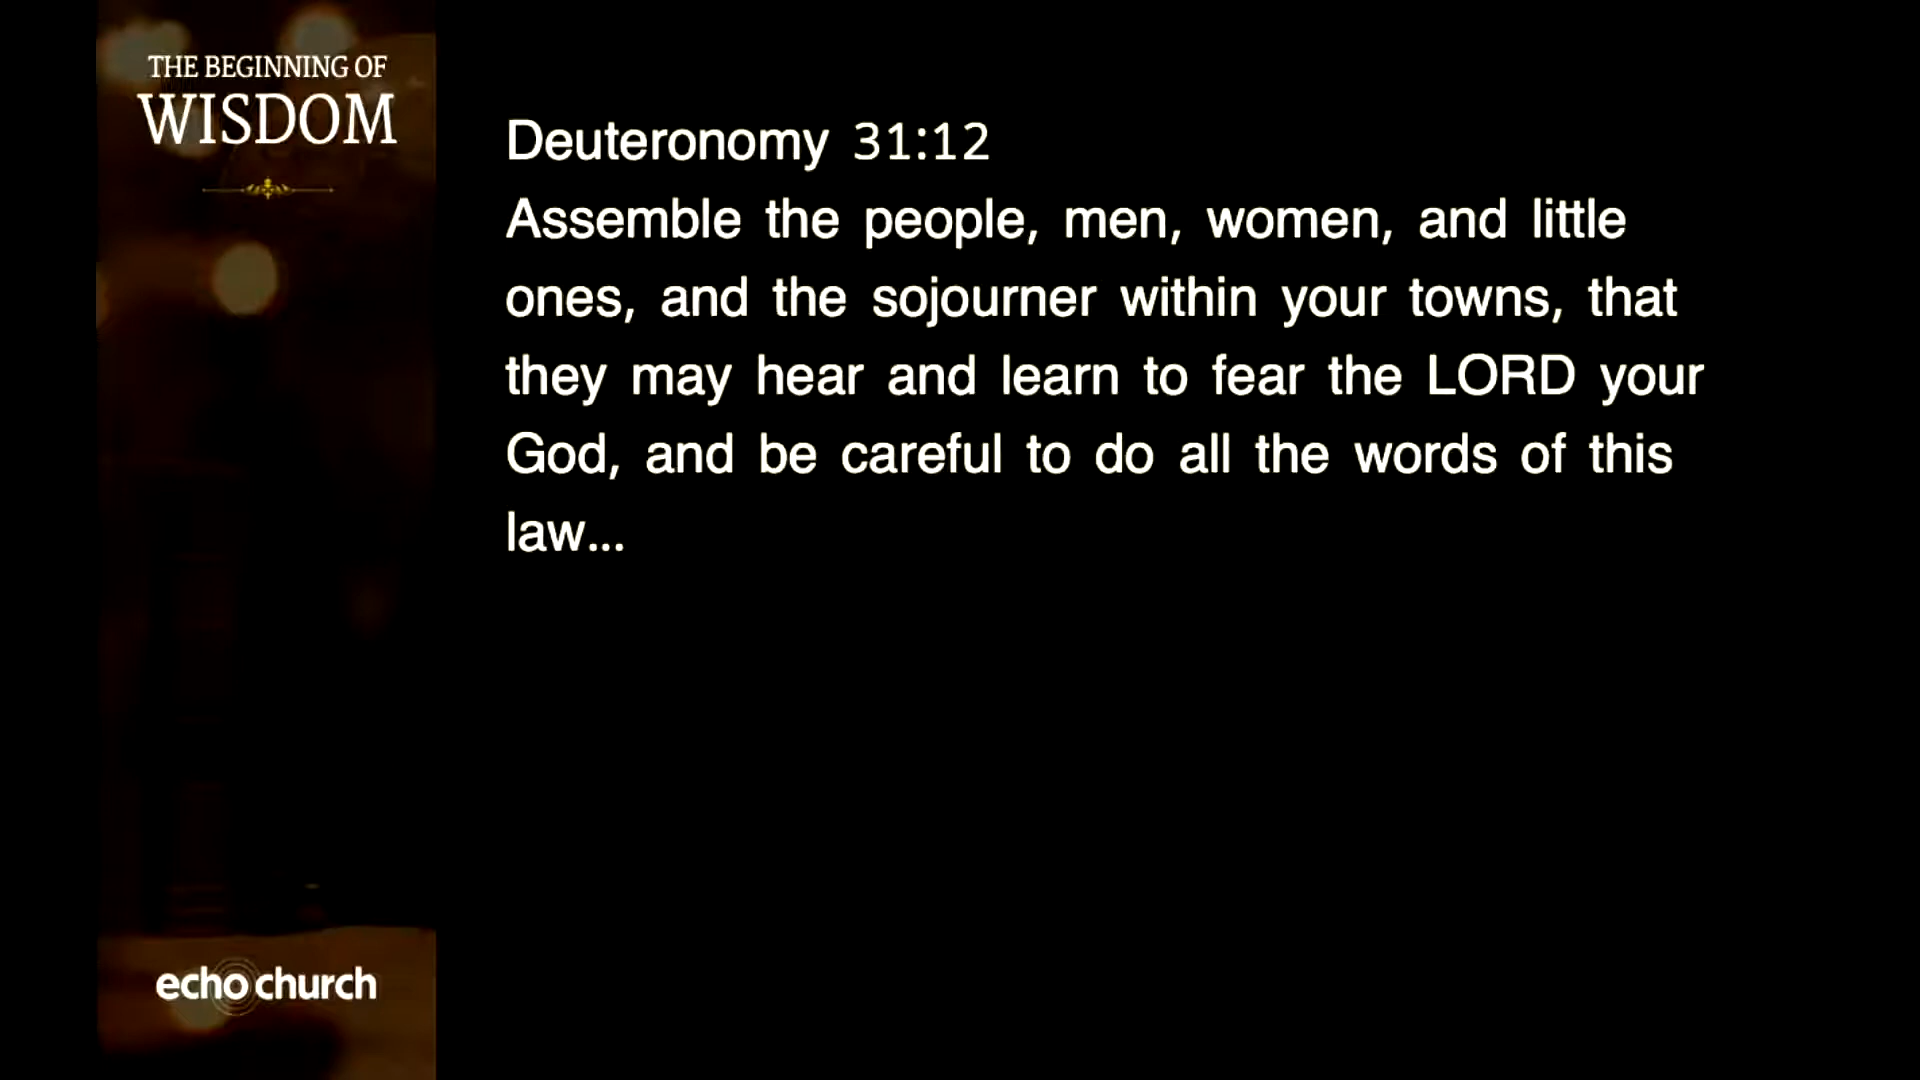 THE BEGINNING OF
WISDOM
Deuteronomy 31:12
Assemble the people, men, women, and little
ones, and the sojourner within your towns, that
they may hear and learn to fear the LORD your
God, and be careful to do all the words of this
law...
echo church